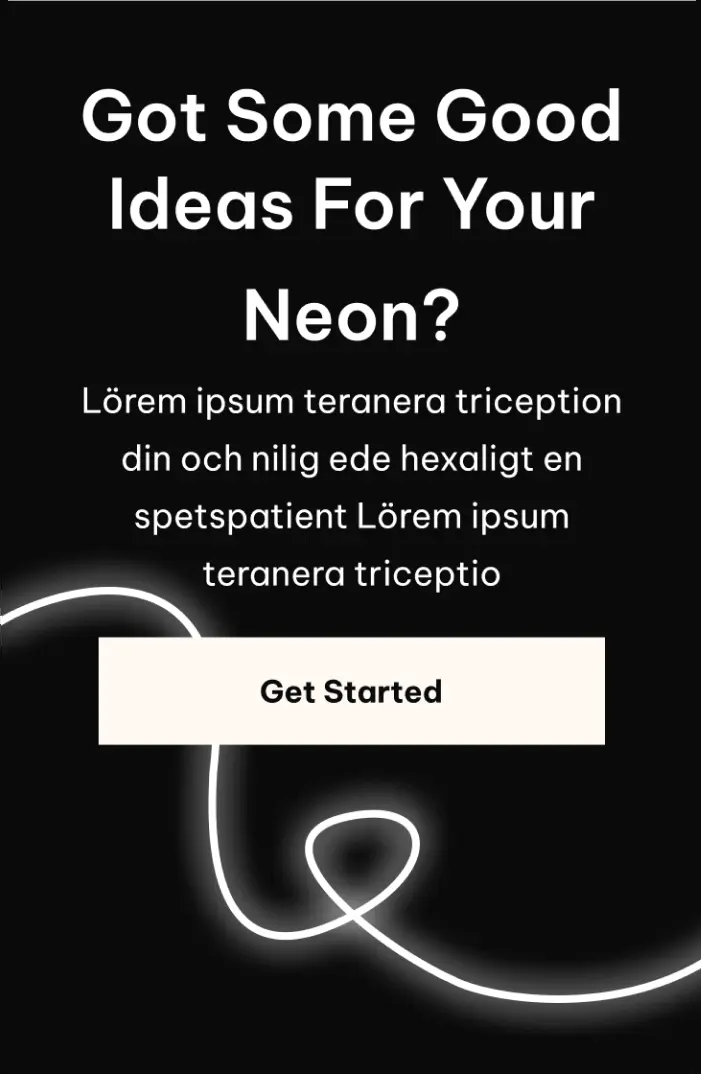 Got Some Good
Ideas For Your
Neon?
Lörem ipsum teranera triception
din och nilig ede hexaligt en
spetspatient Lörem ipsum
teranera triceptio
Get Started